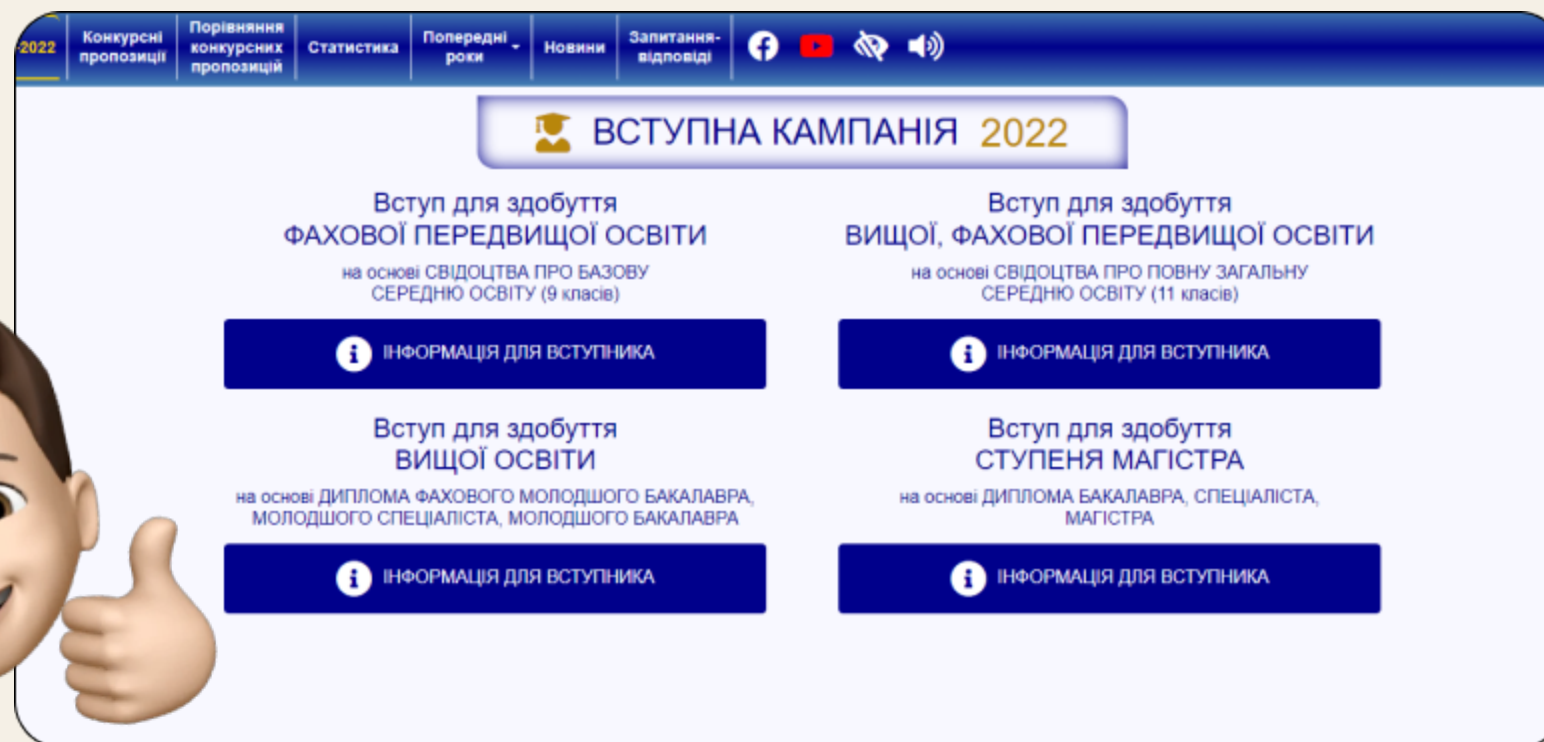 -2022
Конкурсні
пропозиції
Порівняння
конкурсних
пропозицій
Статистика
Попередні
роки
Новини
Запитання-
відповіді
ВСТУПНА КАМПАНІЯ 2022
Вступ для здобуття
ФАХОВОЇ ПЕРЕДВИЩОЇ ОСВІТИ
на основі СВІДОЦТВА ПРО БАЗОВУ
СЕРЕДНЮ ОСВІТУ (9 класів)
ІНФОРМАЦІЯ ДЛЯ ВСТУПНИКА
Вступ для здобуття
ВИЩОЇ, ФАХОВОЇ ПЕРЕДВИЩОЇ ОСВІТИ
на основі СВІДОЦТВА ПРО ПОВНУ ЗАГАЛЬНУ
СЕРЕДНЮ ОСВІТУ (11 класів)
ІНФОРМАЦІЯ ДЛЯ ВСТУПНИКА
Вступ для здобуття
ВИЩОЇ ОСВІТИ
на основі ДИПЛОМА ФАХОВОГО МОЛОДШОГО БАКАЛАВРА,
МОЛОДШОГО СПЕЦІАЛІСТА, МОЛОДШОГО БАКАЛАВРА
ІНФОРМАЦІЯ ДЛЯ ВСТУПНИКА
Вступ для здобуття
СТУПЕНЯ МАГІСТРА
на основі ДИПЛОМА БАКАЛАВРА, СПЕЦІАЛІСТА,
МАГІСТРА
ІНФОРМАЦІЯ ДЛЯ ВСТУПНИКА